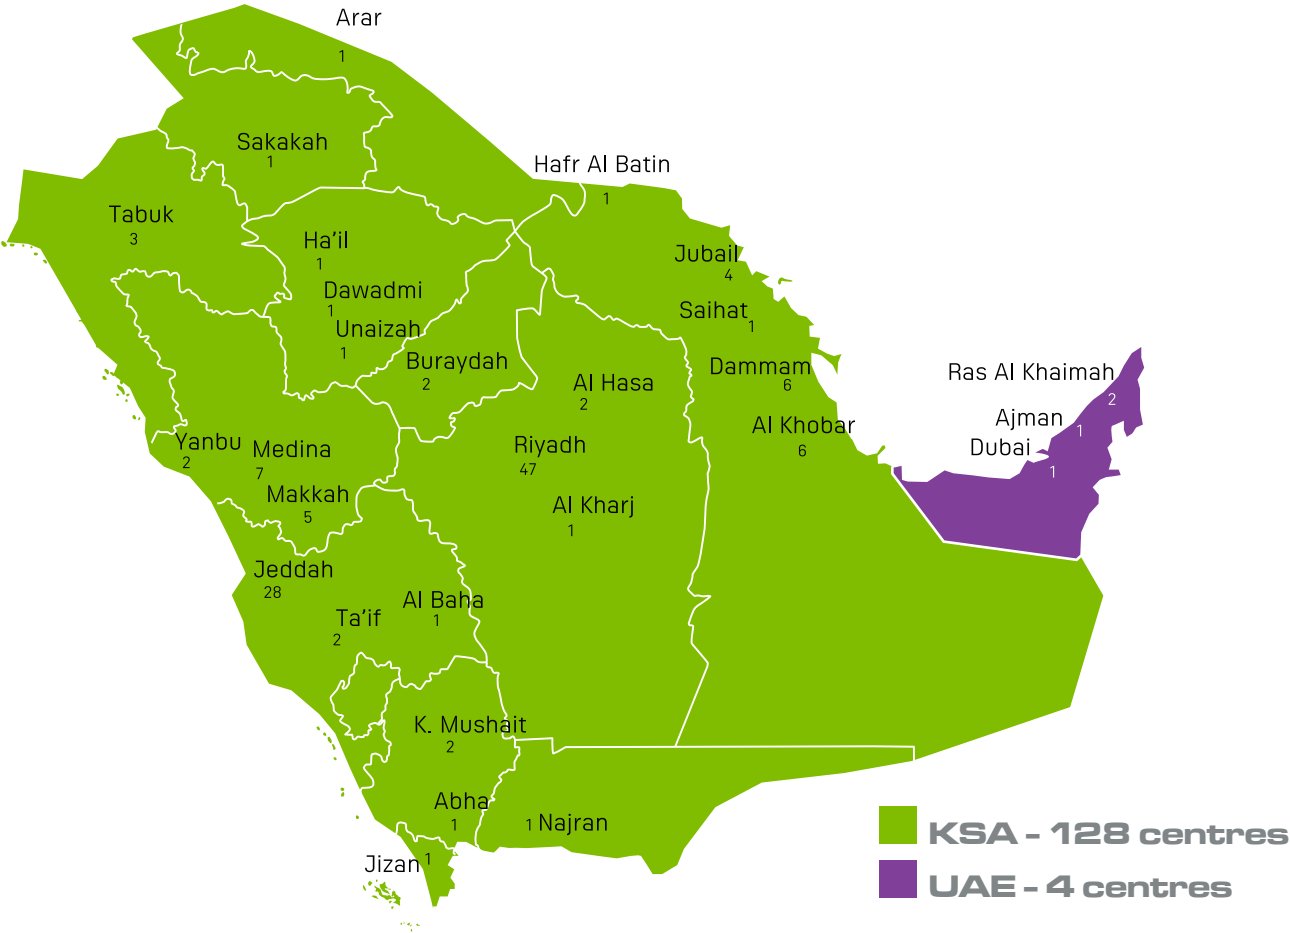 Arar
1
Sakakah
1
Hafr Al Batin
1
Tabuk
3
Ha'il
1
Jubail
4
Dawadmi
1
Saihat
1
Unaizah
1
Buraydah
2
Dammam
6
Al Hasa
2
Ras Al Khaimah
2
Ajman
1
Dubai
1
Al Khobar
6
Yanbu
2
Medina
7
Riyadh
47
Makkah
5
Al Kharj
1
Jeddah
28
Ta'if
2
Al Baha
1
K. Mushait
2
Abha
1
1 Najran
Jizan 1
KSA - 128 centres
UAE - 4 centres